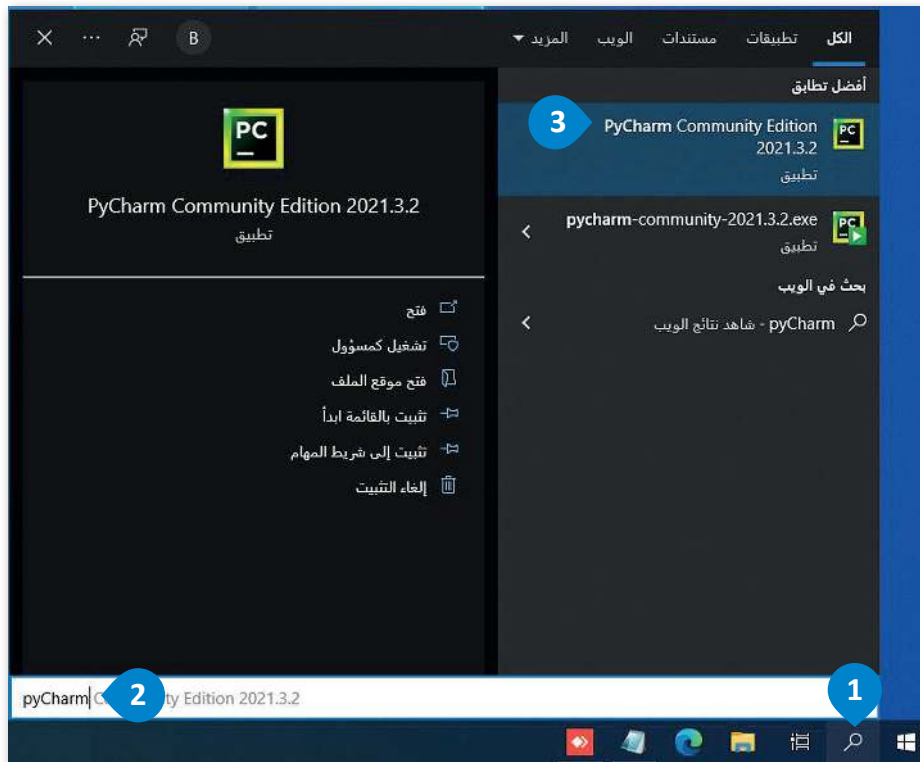 الكل تطبيقات مستندات الويب المزيد
B
أفضل تطابق
PyCharm Community Edition
2021.3.2
تطبيق
3
pycharm-community-2021.3.2.exe
تطبيق
بحث في الويب
pyCharm - شاهد نتائج الويب
PC
PyCharm Community Edition 2021.3.2
تطبيق
فتح
تشغيل كمسؤول
فتح موقع الملف
تثبيت بالقائمة ابدأ
تثبيت إلى شريط المهام
إلغاء التثبيت
pyCharm 2 ty Edition 2021.3.2
1